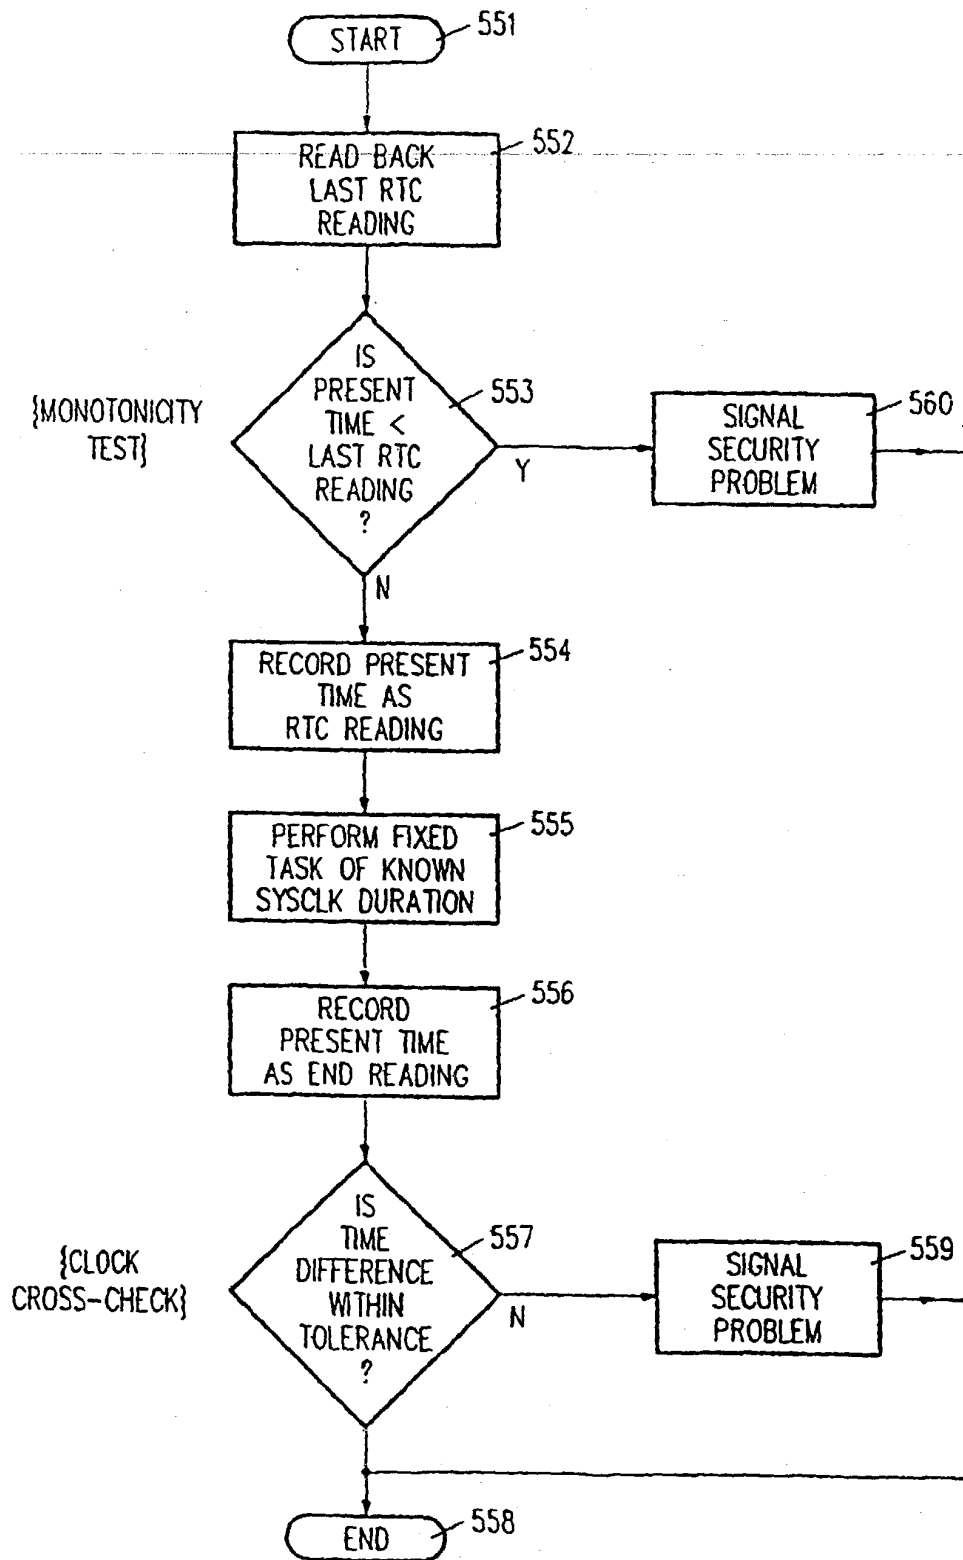 START
551
READ BACK
LAST RTC
READING
552
{MONOTONICITY
TEST}
IS
PRESENT
TIME <
LAST RTC
READING
?
553
Y
N
SIGNAL
SECURITY
PROBLEM
560
RECORD PRESENT
TIME AS
RTC READING
554
PERFORM FIXED
TASK OF KNOWN
SYSCLK DURATION
555
RECORD
PRESENT TIME
AS END READING
556
{CLOCK
CROSS-CHECK}
IS
TIME
DIFFERENCE
WITHIN
TOLERANCE
?
557
N
SIGNAL
SECURITY
PROBLEM
559
END
558